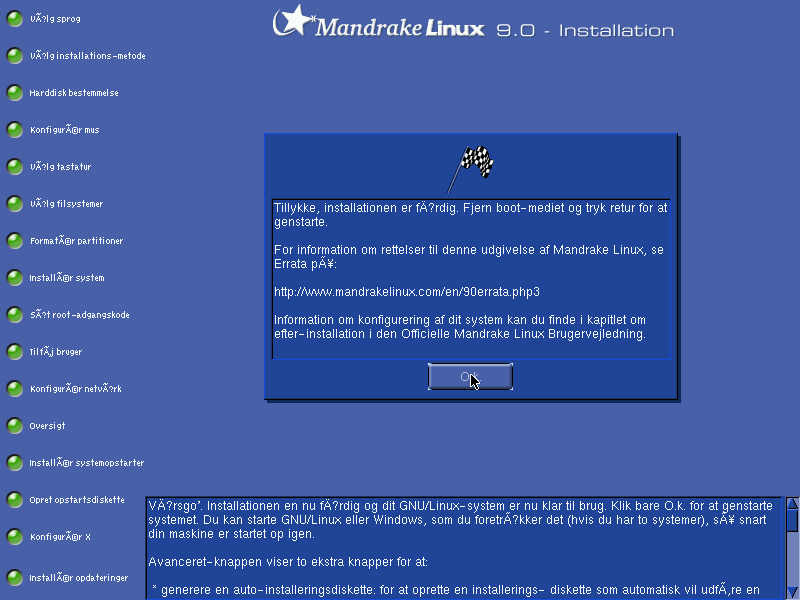 VÃ?lg sprog
VÃ?lg installations-metode
Harddisk bestemmelse
KonfigurÃ©r mus
VÃ?lg tastatur
VÃ?lg filsystemer
FormatÃ©r partitioner
InstallÃ©r system
SÃ?t root-adgangskode
TilfÃ¸j bruger
KonfigurÃ©r netvÃ?rk
Oversigt
InstallÃ©r systemopstarter
Opret opstartsdiskette
KonfigurÃ©r X
InstallÃ©r opdateringer
MandrakeLinux 9.0 - Installation
Tillykke, installationen er fÃ?rdig. Fjern boot-mediet og tryk retur for at
genstarte.
For information om rettelser til denne udgivelse af Mandrake Linux, se
Errata pÃ¥:
http://www.mandrakelinux.com/en/90errata.php3
Information om konfigurering af dit system kan du finde i kapitlet om
efter-installation i den Officielle Mandrake Linux Brugervejledning.
VÃ?rsgo'. Installationen en nu fÃ?rdig og dit GNU/Linux-system er nu klar til brug. Klik bare O.k. for at genstarte
systemet. Du kan starte GNU/Linux eller Windows, som du foretrÃ?kker det (hvis du har to systemer), sÃ¥ snart
din maskine er startet op igen.
Avanceret-knappen viser to ekstra knapper for at:
* generere en auto-installeringsdiskette: for at oprette en installerings- diskette som automatisk vil udfÃ¸re en